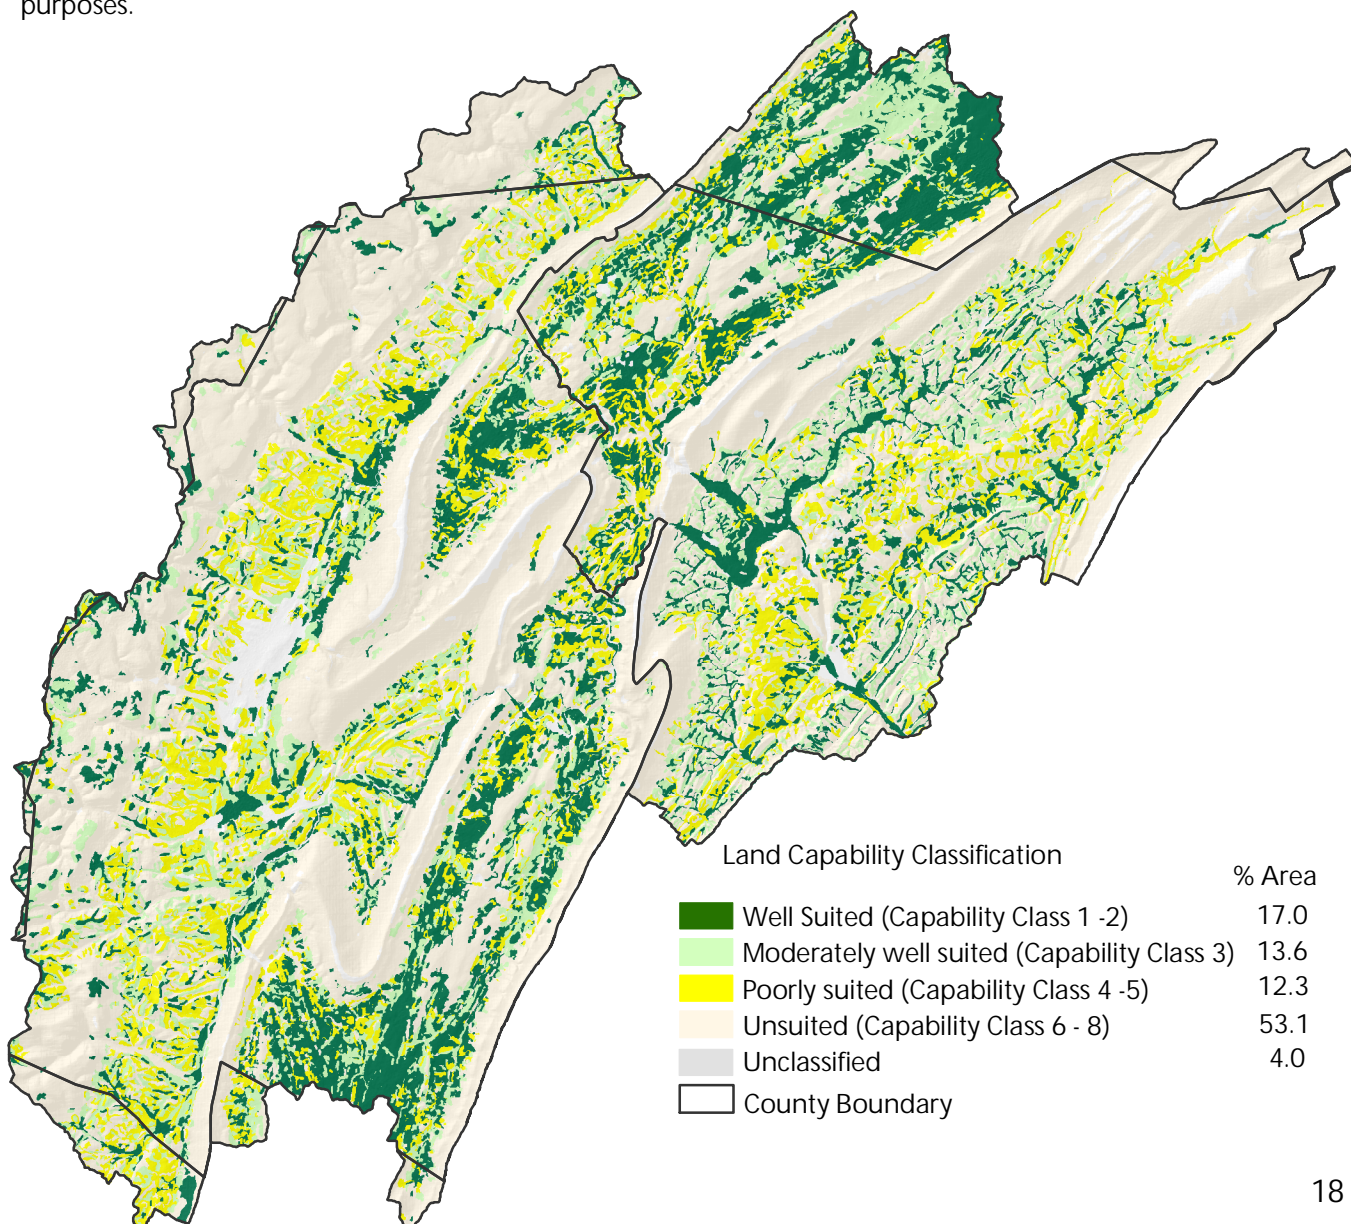 purposes.
Land Capability Classification
% Area
Well Suited (Capability Class 1 -2) 17.0
Moderately well suited (Capability Class 3) 13.6
Poorly suited (Capability Class 4 -5) 12.3
Unsuited (Capability Class 6 - 8) 53.1
Unclassified 4.0
County Boundary
18